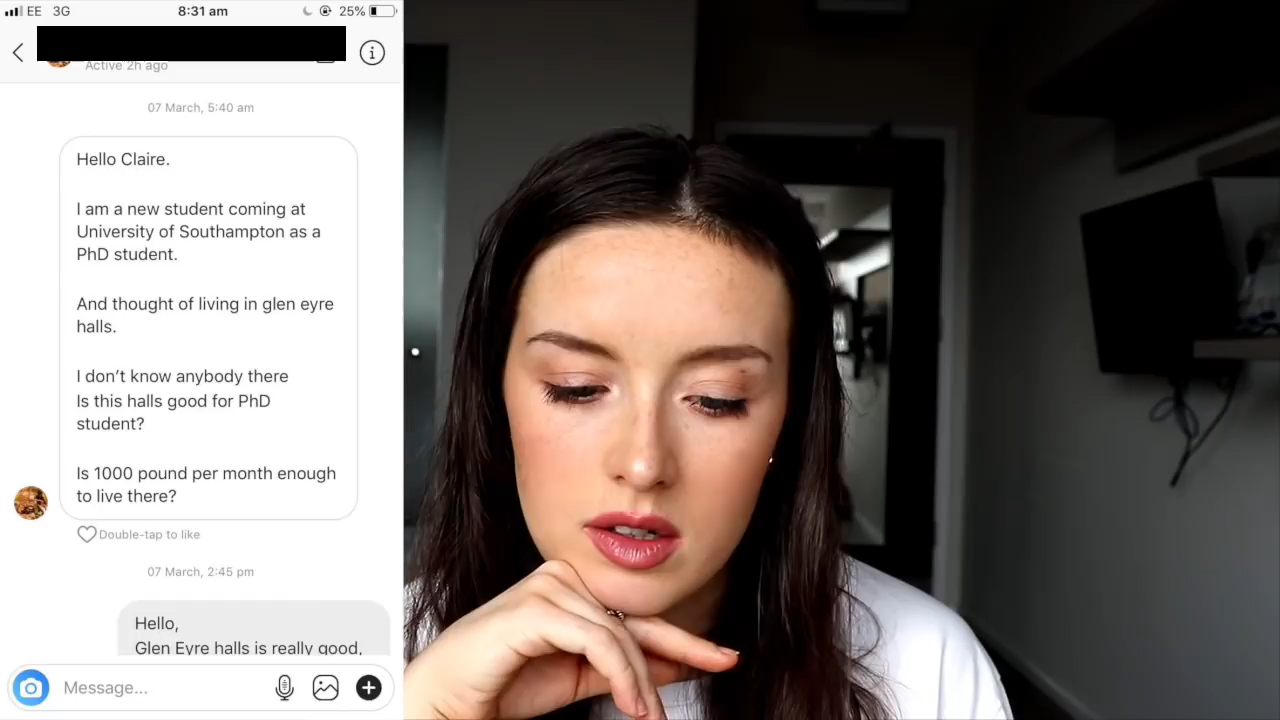 EE 3G 8:31 am 25%
Active 2h ago
07 March, 5:40 am
Hello Claire.
I am a new student coming at
University of Southampton as a
PhD student.
And thought of living in glen eyre
halls.
I don't know anybody there
Is this halls good for PhD
student?
Is 1000 pound per month enough
to live there?
Double-tap to like
07 March, 2:45 pm
Hello,
Glen Eyre halls is really good,
Message...